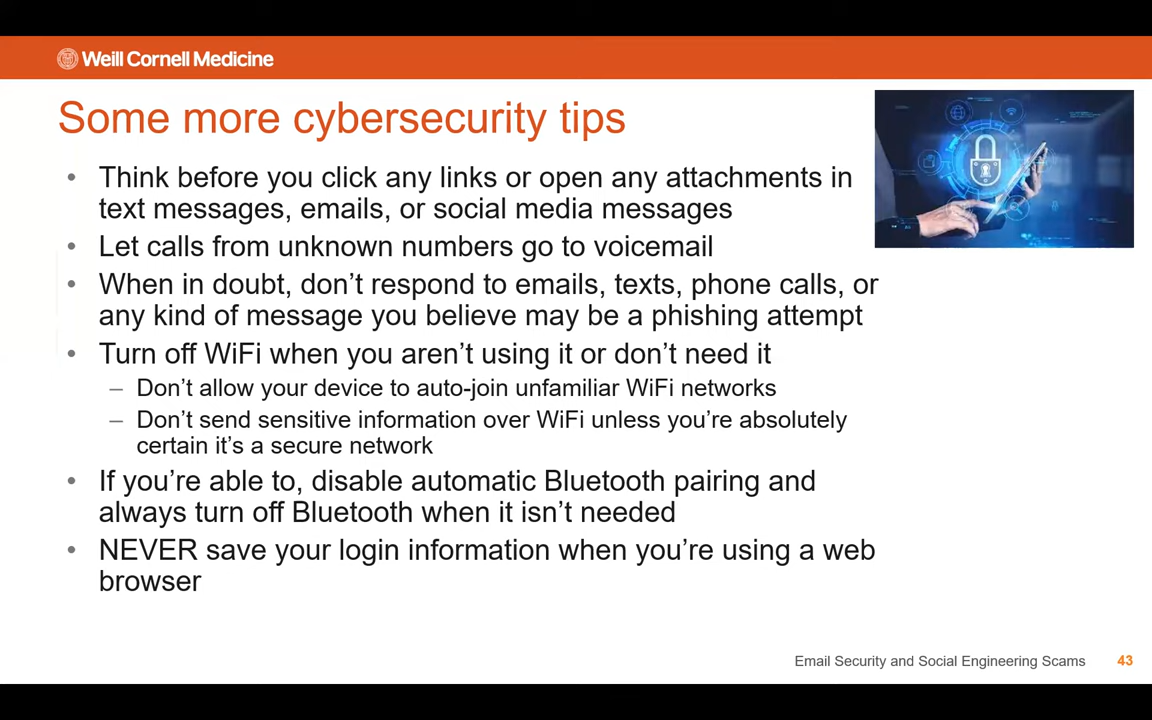 Weill Cornell Medicine
Some more cybersecurity tips
• Think before you click any links or open any attachments in
text messages, emails, or social media messages
• Let calls from unknown numbers go to voicemail
• When in doubt, don’t respond to emails, texts, phone calls, or
any kind of message you believe may be a phishing attempt
• Turn off WiFi when you aren’t using it or don’t need it
– Don’t allow your device to auto-join unfamiliar WiFi networks
– Don’t send sensitive information over WiFi unless you’re absolutely
certain it’s a secure network
• If you’re able to, disable automatic Bluetooth pairing and
always turn off Bluetooth when it isn’t needed
• NEVER save your login information when you’re using a web
browser
Email Security and Social Engineering Scams 43